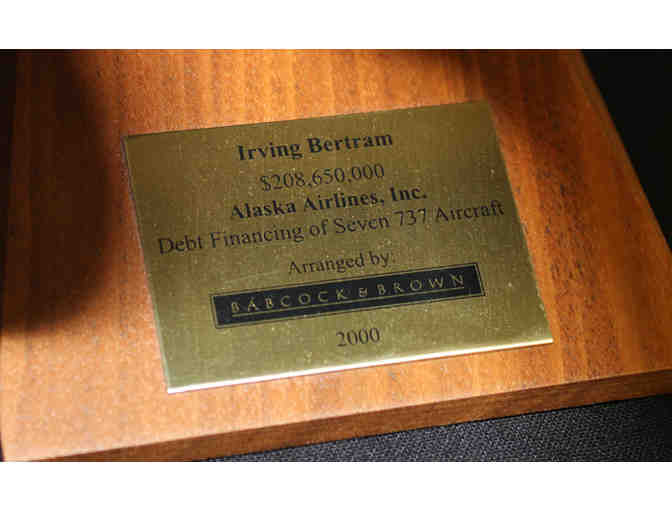 Irving Bertram
$208,650,000
Alaska Airlines, Inc.
Debt Financing of Seven 737 Aircraft
Arranged by:
BABCOCK & BROWN
2000